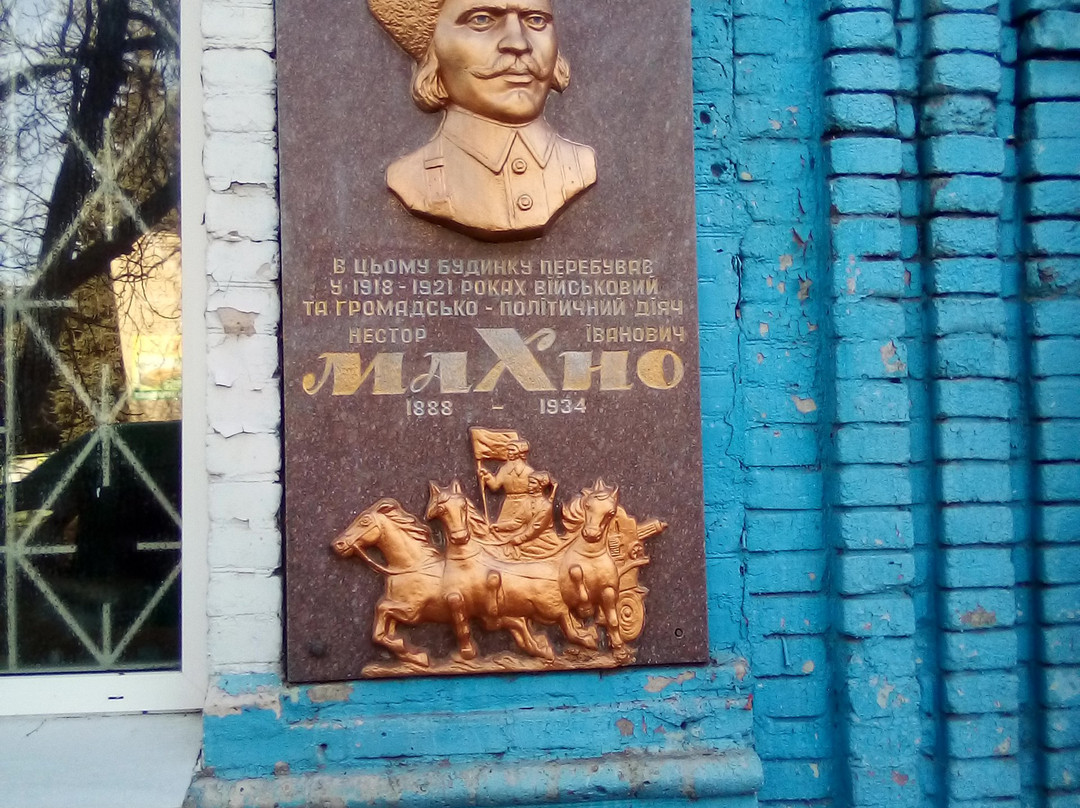 В ЦЬОМУ БУДИНКУ ПЕРЕБУВАВ
У 1918 - 1921 РОКАХ ВІЙСЬКОВИЙ
ТА ГРОМАДСЬКО - ПОЛІТИЧНИЙ ДІЯЧ
НЕСТОР ІВАНОВИЧ
МАХНО
1888 - 1934